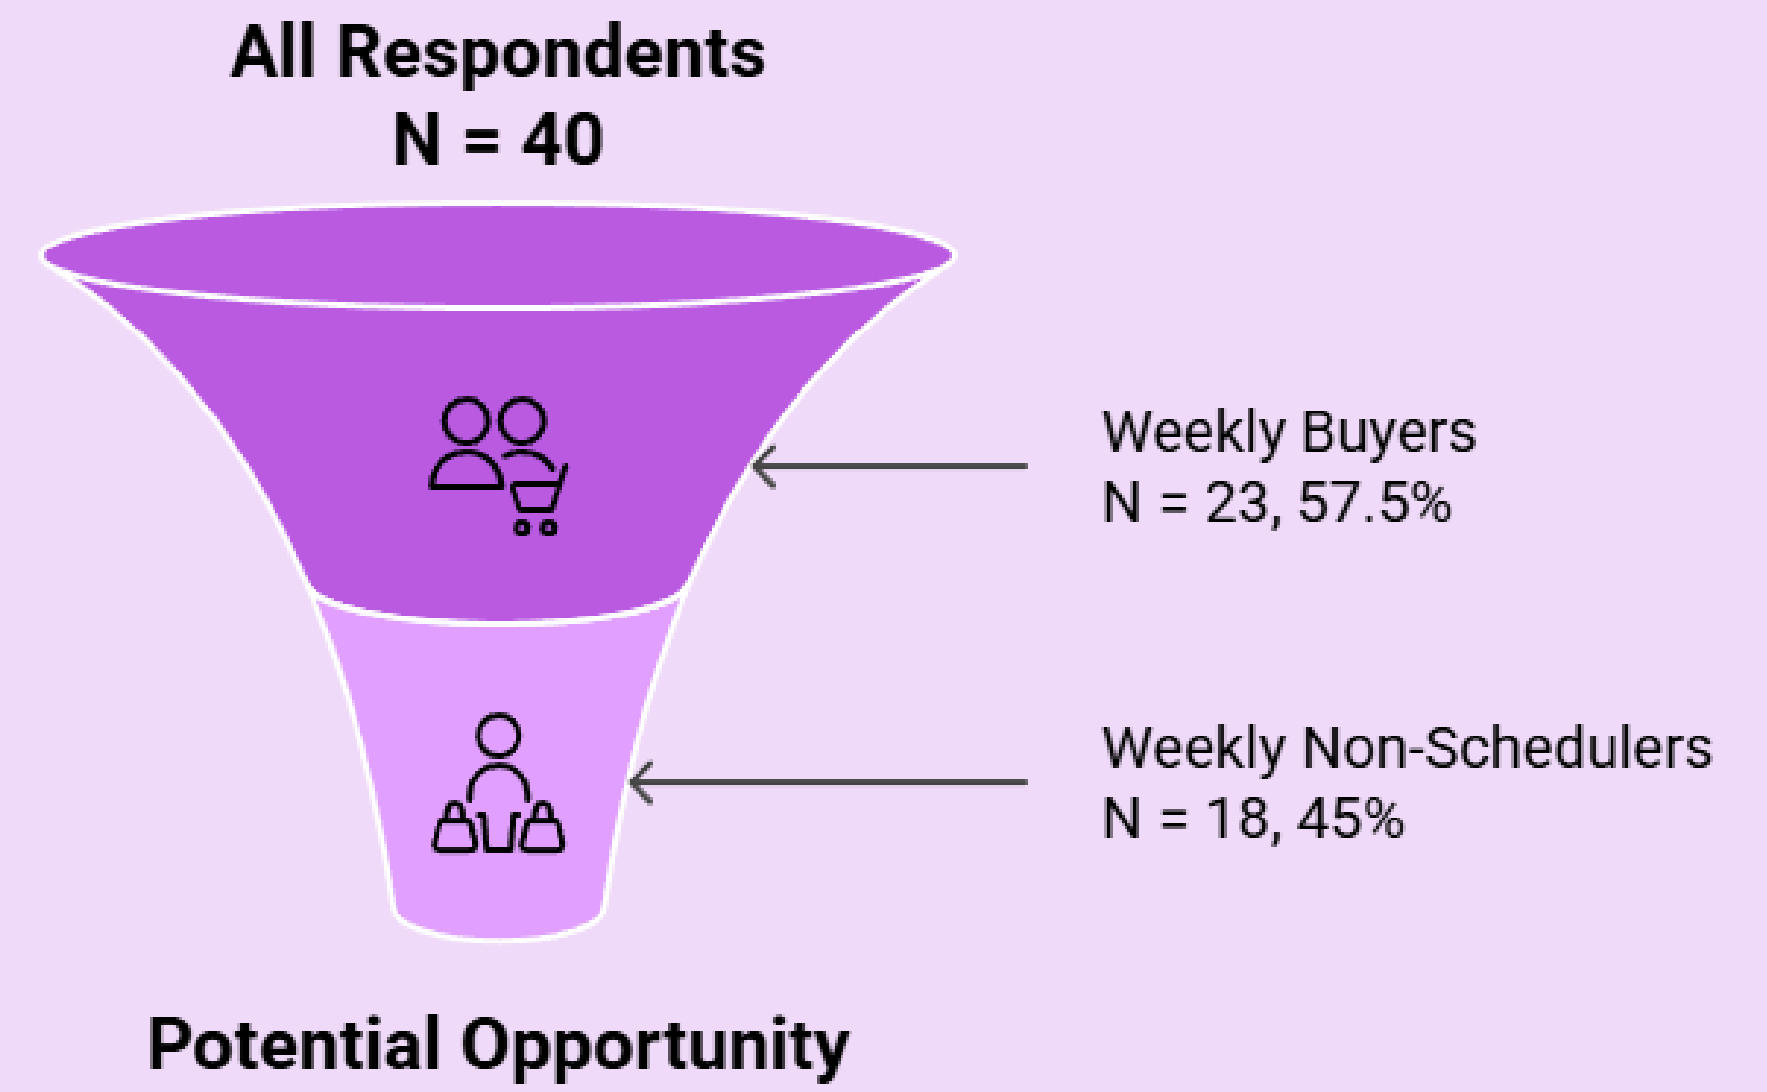 All Respondents
N = 40
Weekly Buyers
N = 23, 57.5%
Weekly Non-Schedulers
N = 18, 45%
Potential Opportunity